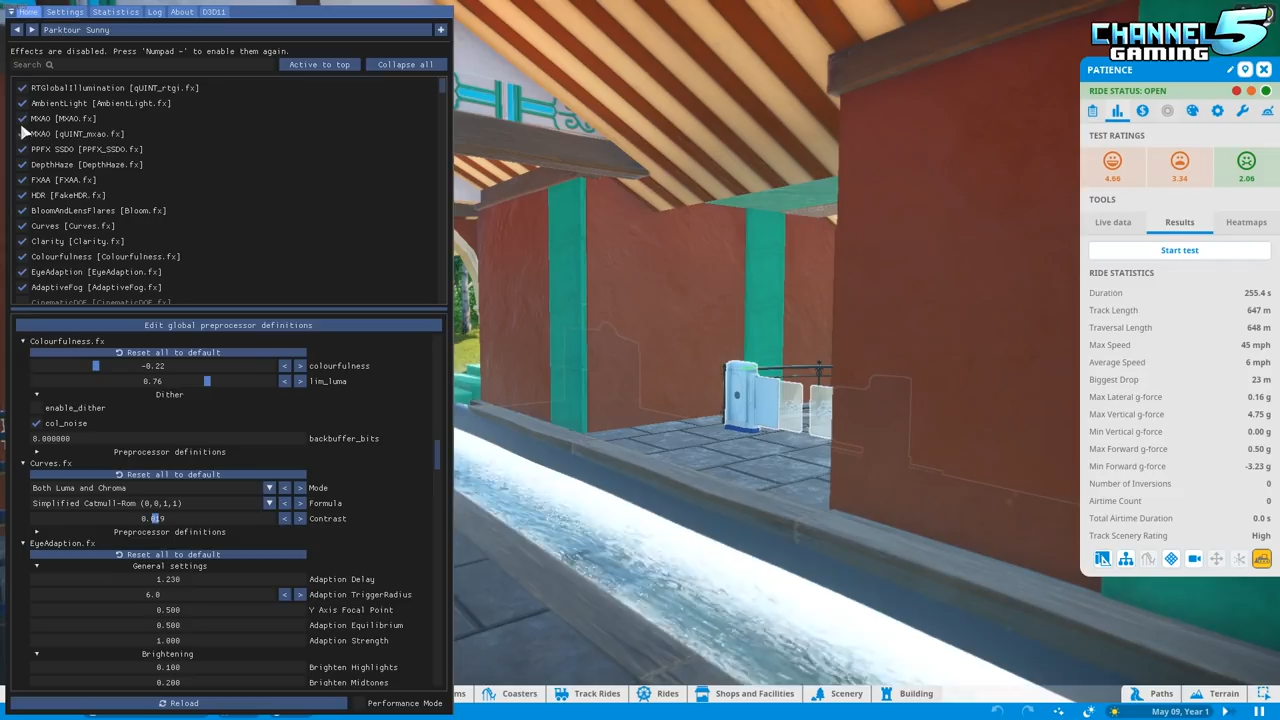 Home Settings Statistics Log About D3D11
Parktour Sunny
+
Effects are disabled. Press 'Numpad -' to enable them again.
Search Active to top Collapse all
RTGlobalIllumination [qUINT_rtgi.fx]
AmbientLight [AmbientLight.fx]
MXAO [MXAO.fx]
MXAO [qUINT_mxao.fx]
PPFX SSDO [PPFX_SSDO.fx]
DepthHaze [DepthHaze.fx]
FXAA [FXAA.fx]
HDR [FakeHDR.fx]
BloomAndLensFlares [Bloom.fx]
Curves [Curves.fx]
Clarity [Clarity.fx]
Colourfulness [Colourfulness.fx]
EyeAdaption [EyeAdaption.fx]
AdaptiveFog [AdaptiveFog.fx]
CinematicDOF [CinematicDOF.fx]
Edit global preprocessor definitions
Colourfulness.fx
Reset all to default
-0.22 < > colourfulness
0.76 < > lim_luma
Dither
enable_dither
col_noise
8.000000 backbuffer_bits
Preprocessor definitions
Curves.fx
Reset all to default
Both Luma and Chroma < > Mode
Simplified Catmull-Rom (0,0,1,1) < > Formula
0.019 < > Contrast
Preprocessor definitions
EyeAdaption.fx
Reset all to default
General settings
1.230 Adaption Delay
6.0 < > Adaption TriggerRadius
0.500 Y Axis Focal Point
0.500 Adaption Equilibrium
1.000 Adaption Strength
Brightening
0.100 Brighten Highlights
0.200 Brighten Midtones
Reload Performance Mode
CHANNEL 5
GAMING
PATIENCE
RIDE STATUS: OPEN
TEST RATINGS
4.66 3.34 2.06
TOOLS
Live data Results Heatmaps
Start test
RIDE STATISTICS
Duration 255.4 s
Track Length 647 m
Traversal Length 648 m
Max Speed 45 mph
Average Speed 6 mph
Biggest Drop 23 m
Max Lateral g-force 0.16 g
Max Vertical g-force 4.75 g
Min Vertical g-force 0.00 g
Max Forward g-force 0.50 g
Min Forward g-force -3.23 g
Number of Inversions 0
Airtime Count 0
Total Airtime Duration 0.0 s
Track Scenery Rating High
ms Coasters Track Rides Rides Shops and Facilities Scenery Building Paths Terrain
May 09, Year 1